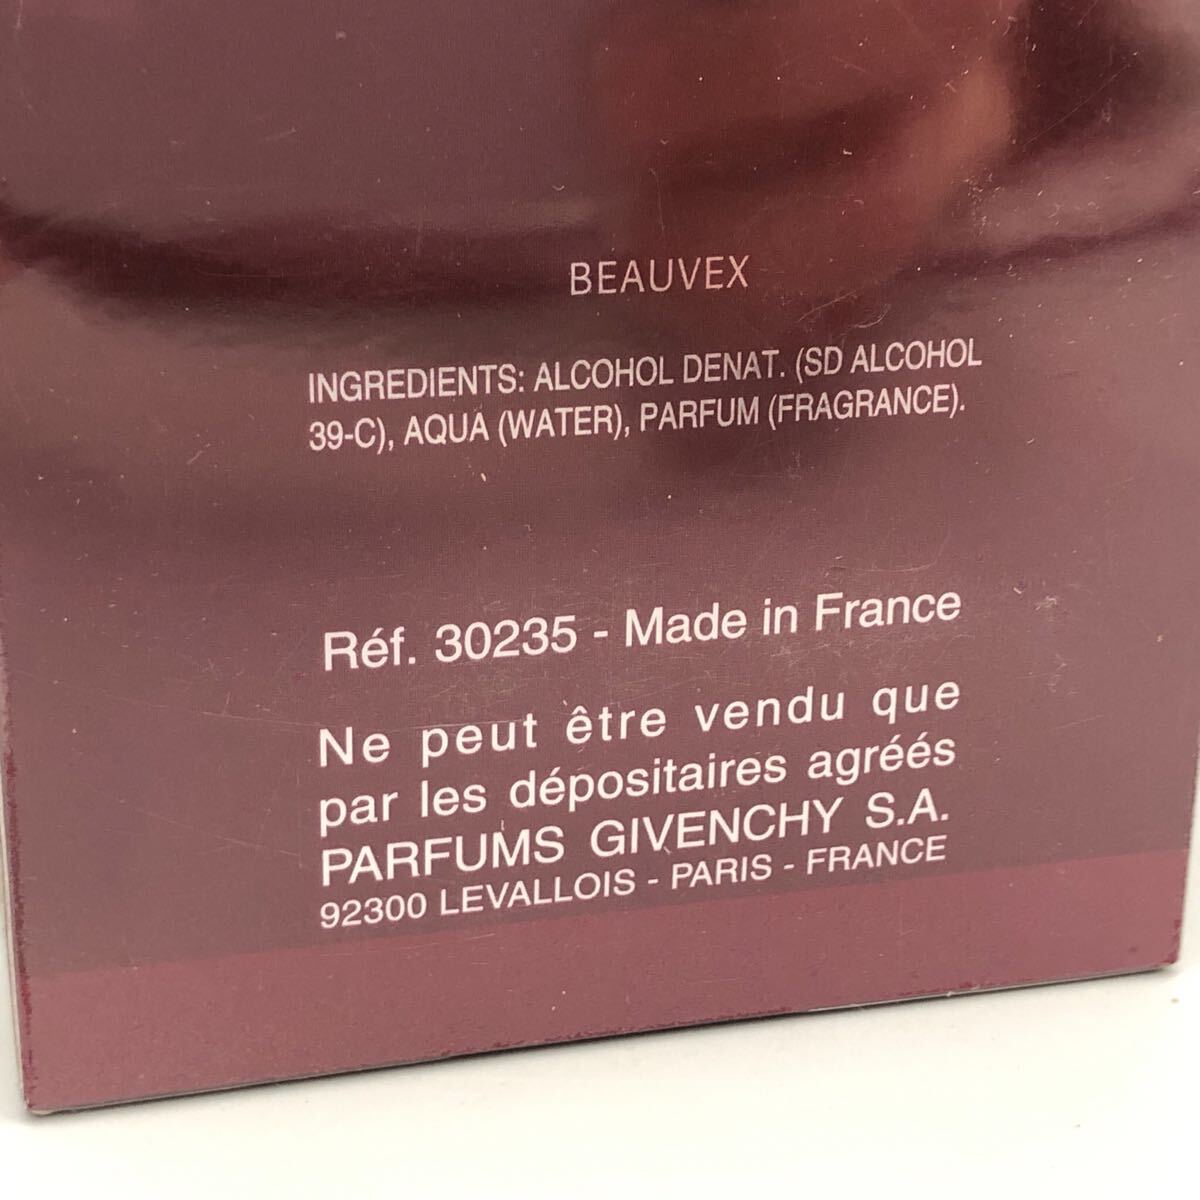 BEAUVEX
INGREDIENTS: ALCOHOL DENAT. (SD ALCOHOL
39-C), AQUA (WATER), PARFUM (FRAGRANCE).
Réf. 30235 - Made in France
Ne peut être vendu que
par les dépositaires agréés
PARFUMS GIVENCHY S.A.
92300 LEVALLOIS - PARIS - FRANCE